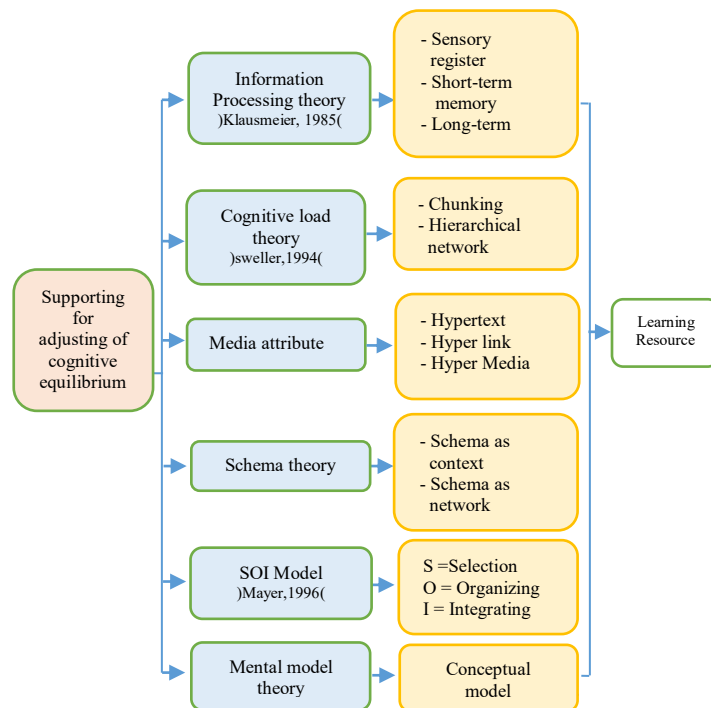 Supporting
for
adjusting of
cognitive
equilibrium
Information
Processing theory
)Klausmeier, 1985(
- Sensory
register
- Short-term
memory
- Long-term
Cognitive load
theory
)sweller,1994(
- Chunking
- Hierarchical
network
Media attribute
- Hypertext
- Hyper link
- Hyper Media
Schema theory
- Schema as
context
- Schema as
network
SOI Model
)Mayer,1996(
S =Selection
O = Organizing
I = Integrating
Mental model
theory
Conceptual
model
Learning
Resource